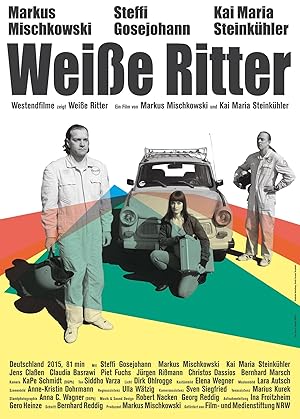 Markus Mischkowski
Steffi Gosejohann
Kai Maria Steinkühler
Weiße Ritter
Westendfilme zeigt Weiße Ritter Ein Film von Markus Mischkowski und Kai Maria Steinkühler
Deutschland 2015, 81 min Mit Steffi Gosejohann Markus Mischkowski Kai Maria Steinkühler
Jens Claßen Claudia Basrawi Piet Fuchs Jürgen Rißmann Christos Dassios Bernhard Marsch
Kamera KaPe Schmidt Ton Siddho Varza Licht Dirk Ohlrogge Kostümbild Elena Wegner Maskenbild Lara Autsch
Szenenbild Anne-Kristin Dohrmann Regieassistenz Ulla Wätzig Kameraassistenz Sven Siegfried Tonassistenz Marius Kurek
Standphotographin Anna C. Wagner Musik & Sound Design Robert Nacken Georg Reddig Aufnahmeleitung Ina Froitzheim
Gero Heinze Schnitt Bernhard Reddig Produzent Markus Mischkowski Gefördert von Film- und Medienstiftung NRW